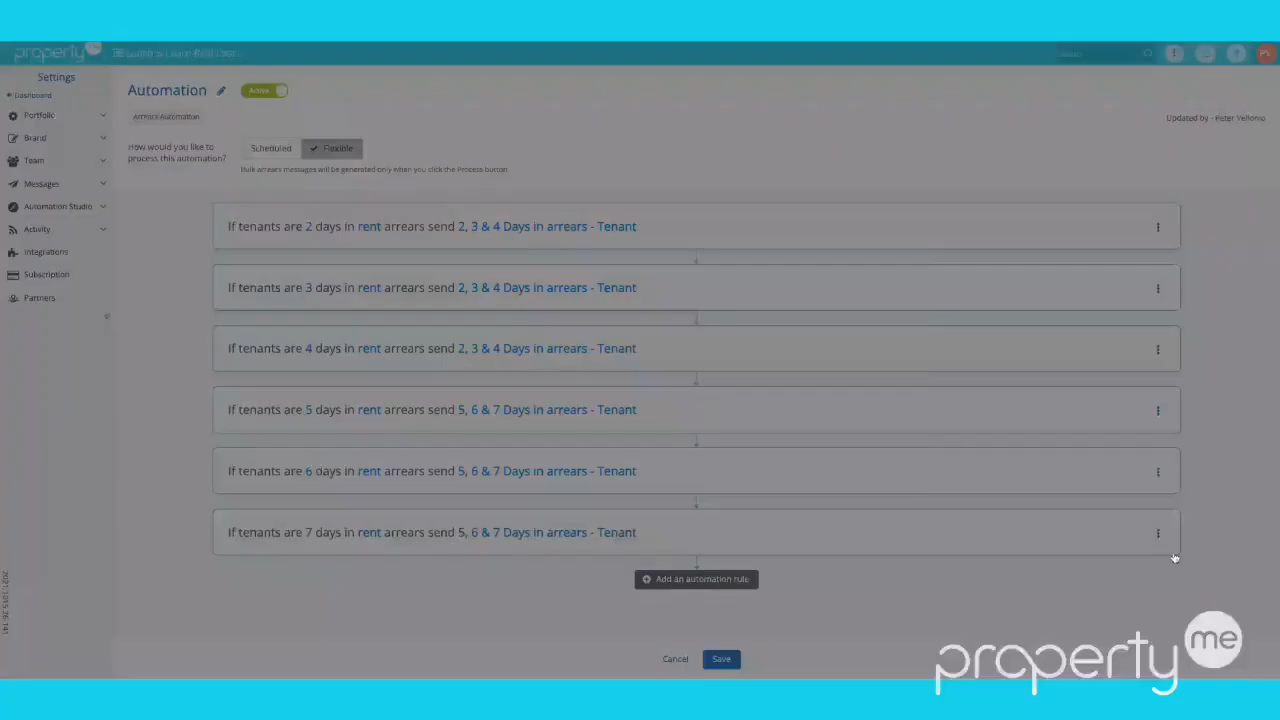 property me
Search
PL
Settings
Dashboard
Portfolio
Brand
Team
Messages
Automation Studio
Activity
Integrations
Subscription
Partners
Automation
Active
Arrears Automation
Updated by - Peter Vellonio
How would you like to
process this automation?
Scheduled
Flexible
Bulk arrears messages will be generated only when you click the Process button
If tenants are 2 days in rent arrears send 2, 3 & 4 Days in arrears - Tenant
If tenants are 3 days in rent arrears send 2, 3 & 4 Days in arrears - Tenant
If tenants are 4 days in rent arrears send 2, 3 & 4 Days in arrears - Tenant
If tenants are 5 days in rent arrears send 5, 6 & 7 Days in arrears - Tenant
If tenants are 6 days in rent arrears send 5, 6 & 7 Days in arrears - Tenant
If tenants are 7 days in rent arrears send 5, 6 & 7 Days in arrears - Tenant
Add an automation rule
Cancel
Save
property me